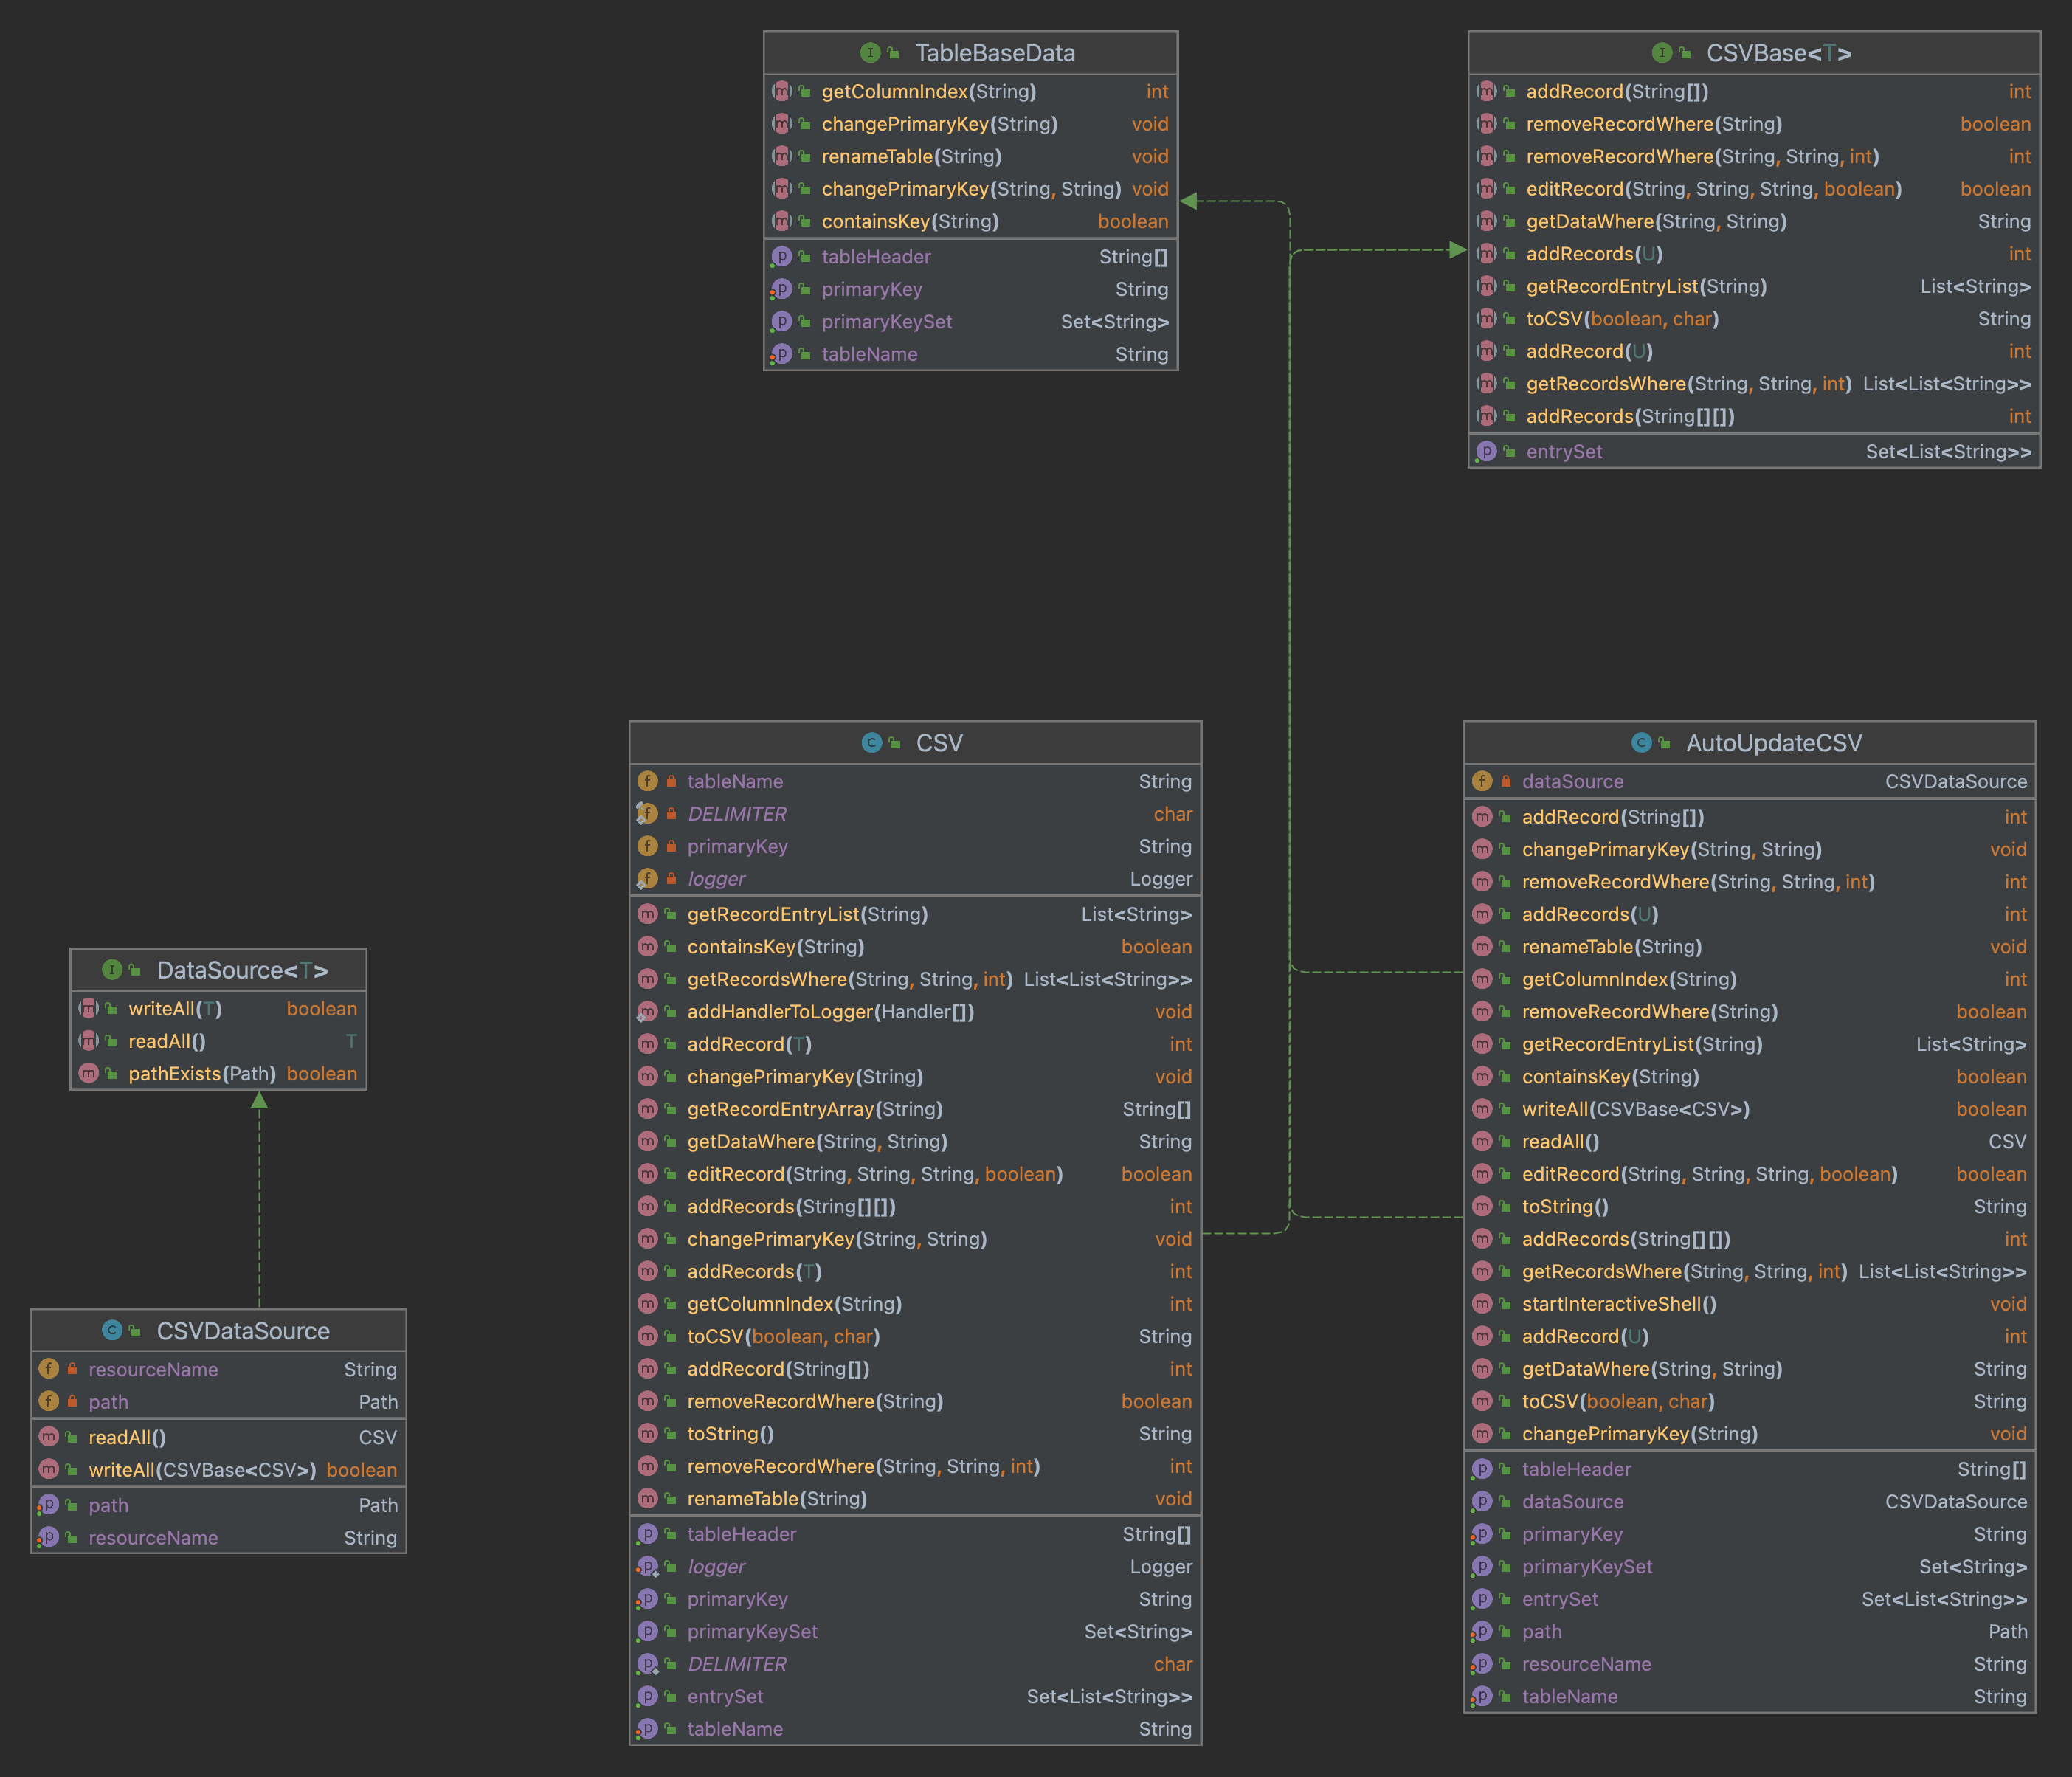 TableBaseData
getColumnIndex(String) int
changePrimaryKey(String) void
renameTable(String) void
changePrimaryKey(String, String) void
containsKey(String) boolean
tableHeader String[]
primaryKey String
primaryKeySet Set<String>
tableName String
CSVBase<T>
addRecord(String[]) int
removeRecordWhere(String) boolean
removeRecordWhere(String, String, int) int
editRecord(String, String, String, boolean) boolean
getDataWhere(String, String) String
addRecords(U) int
getRecordEntryList(String) List<String>
toCSV(boolean, char) String
addRecord(U) int
getRecordsWhere(String, String, int) List<List<String>>
addRecords(String[][]) int
entrySet Set<List<String>>
DataSource<T>
writeAll(T) boolean
readAll() T
pathExists(Path) boolean
CSVDataSource
resourceName String
path Path
readAll() CSV
writeAll(CSVBase<CSV>) boolean
path Path
resourceName String
CSV
tableName String
DELIMITER char
primaryKey String
logger Logger
getRecordEntryList(String) List<String>
containsKey(String) boolean
getRecordsWhere(String, String, int) List<List<String>>
addHandlerToLogger(Handler[]) void
addRecord(T) int
changePrimaryKey(String) void
getRecordEntryArray(String) String[]
getDataWhere(String, String) String
editRecord(String, String, String, boolean) boolean
addRecords(String[][]) int
changePrimaryKey(String, String) void
addRecords(T) int
getColumnIndex(String) int
toCSV(boolean, char) String
addRecord(String[]) int
removeRecordWhere(String) boolean
toString() String
removeRecordWhere(String, String, int) int
renameTable(String) void
tableHeader String[]
logger Logger
primaryKey String
primaryKeySet Set<String>
DELIMITER char
entrySet Set<List<String>>
tableName String
AutoUpdateCSV
dataSource CSVDataSource
addRecord(String[]) int
changePrimaryKey(String, String) void
removeRecordWhere(String, String, int) int
addRecords(U) int
renameTable(String) void
getColumnIndex(String) int
removeRecordWhere(String) boolean
getRecordEntryList(String) List<String>
containsKey(String) boolean
writeAll(CSVBase<CSV>) boolean
readAll() CSV
editRecord(String, String, String, boolean) boolean
toString() String
addRecords(String[][]) int
getRecordsWhere(String, String, int) List<List<String>>
startInteractiveShell() void
addRecord(U) int
getDataWhere(String, String) String
toCSV(boolean, char) String
changePrimaryKey(String) void
tableHeader String[]
dataSource CSVDataSource
primaryKey String
primaryKeySet Set<String>
entrySet Set<List<String>>
path Path
resourceName String
tableName String